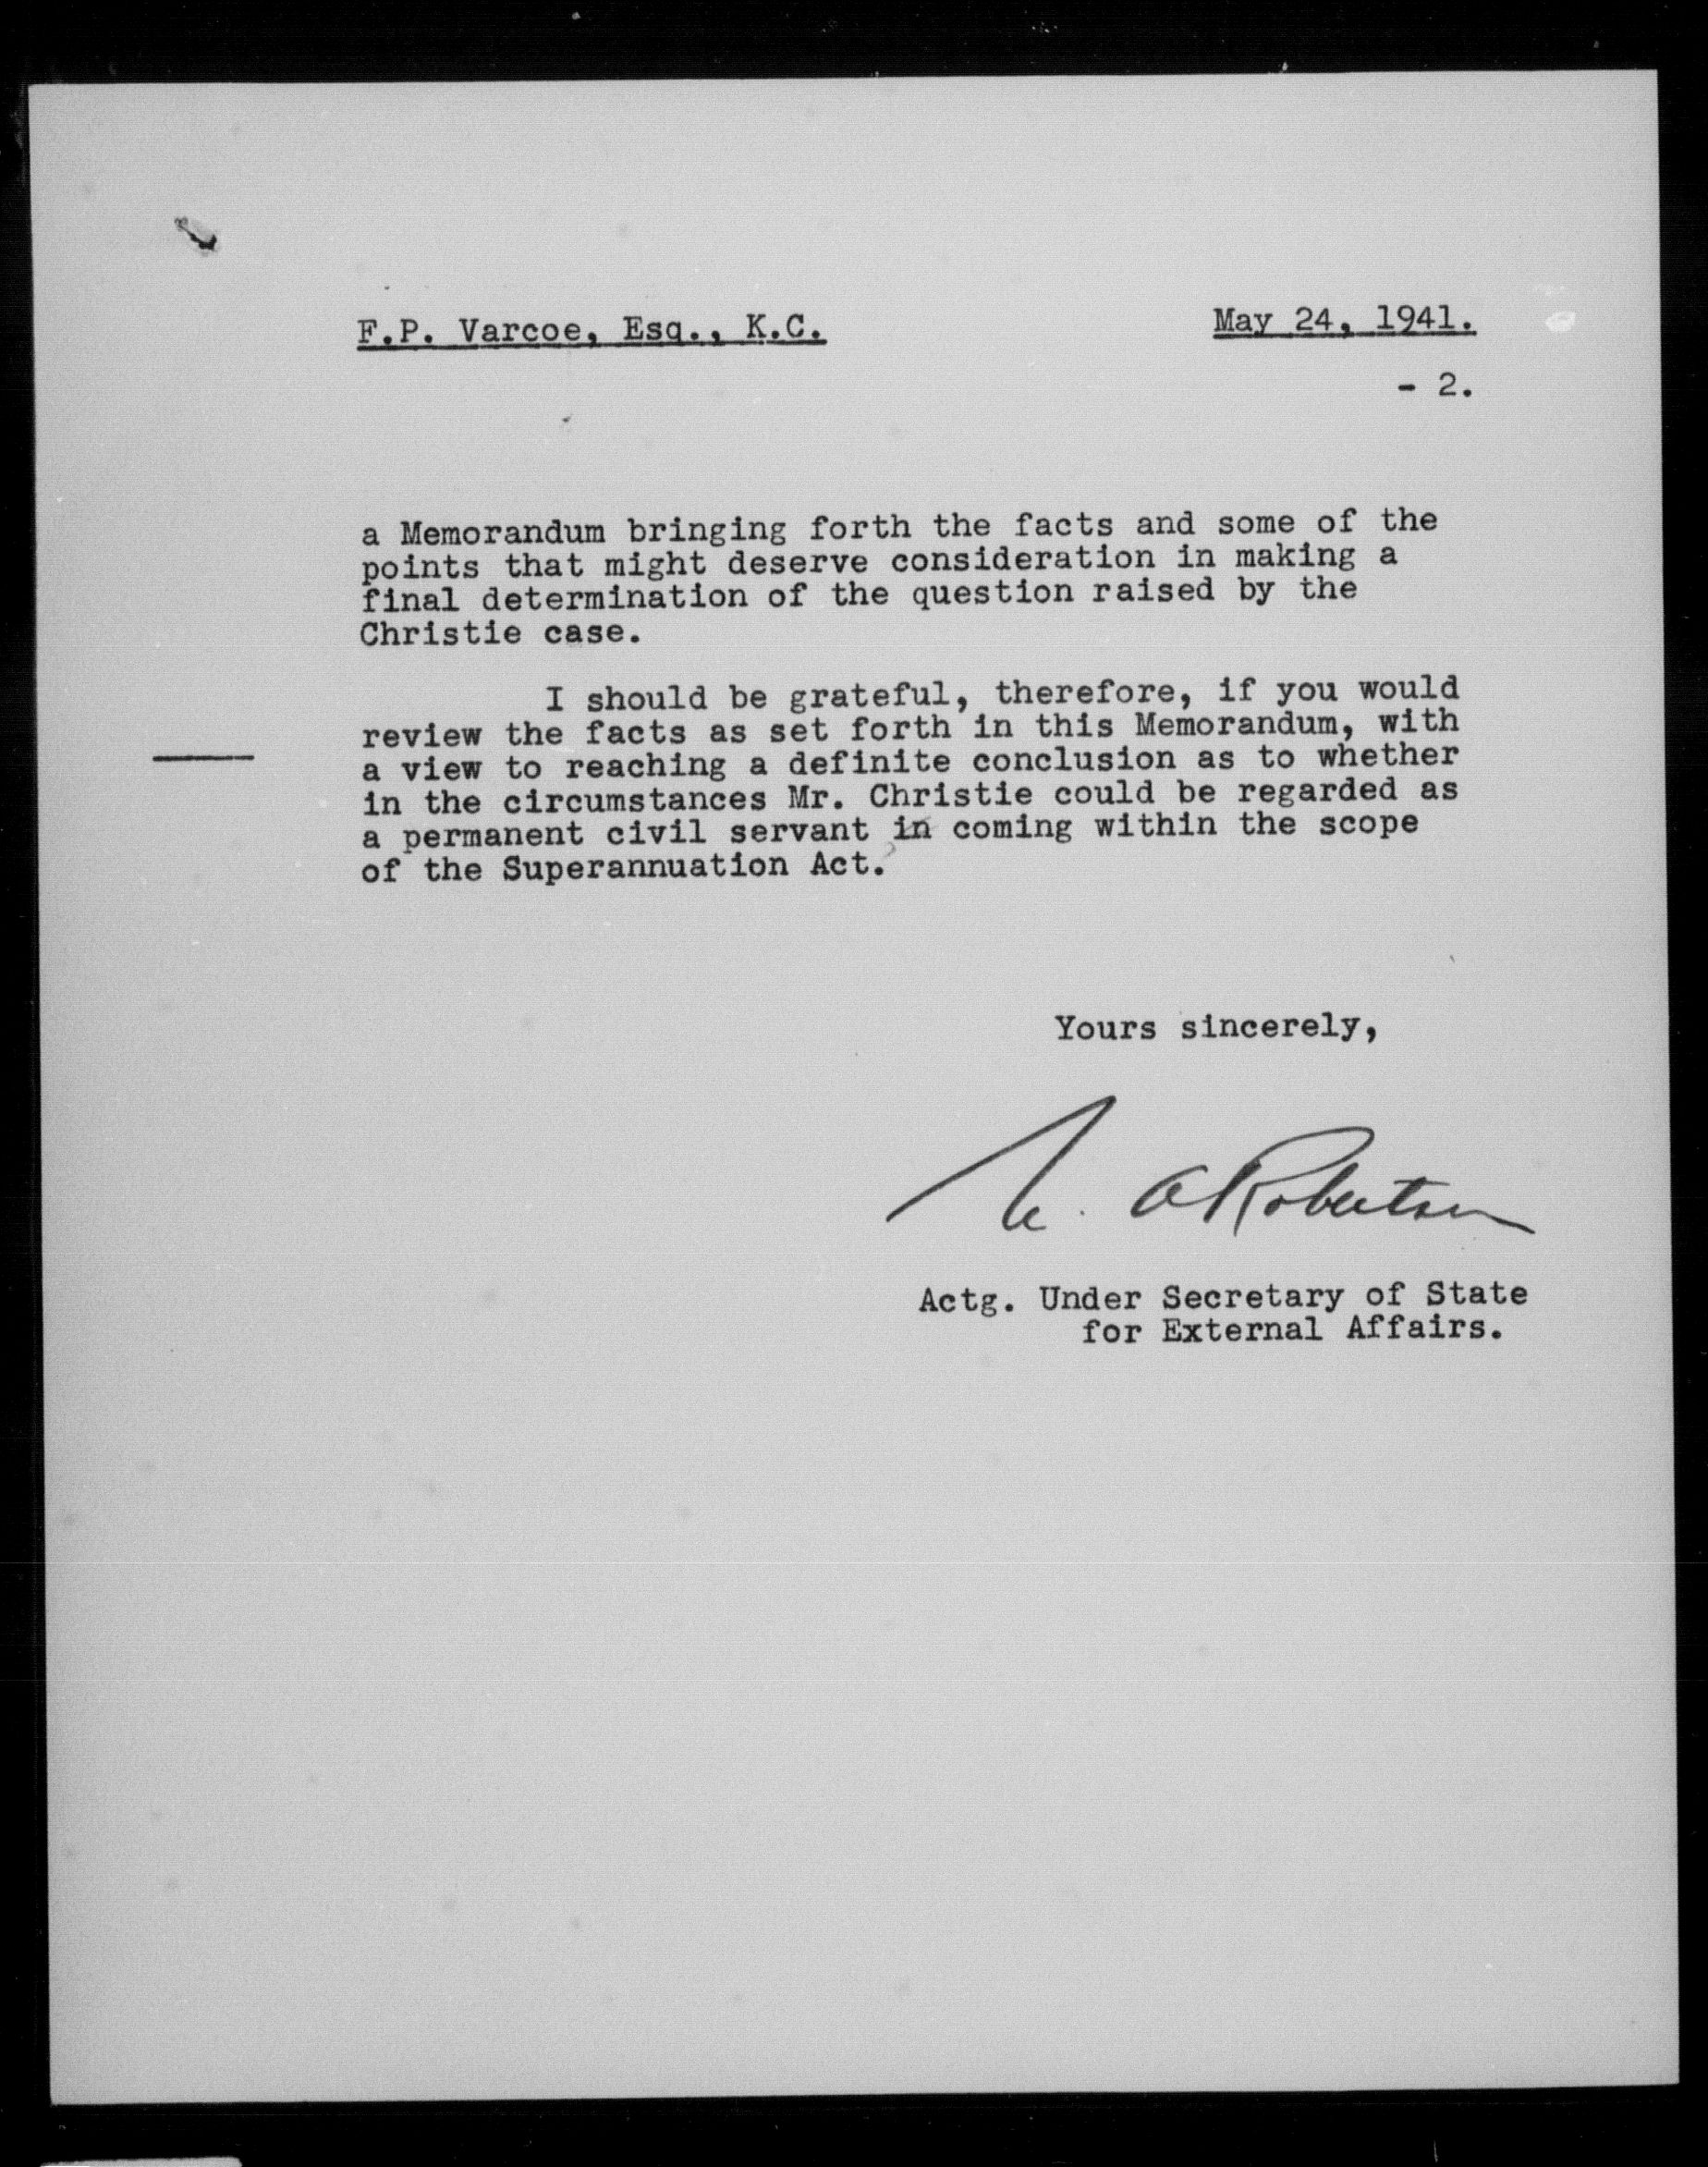 F.P. Varcoe, Esq., K.C.
May 24, 1941.
- 2.
a Memorandum bringing forth the facts and some of the
points that might deserve consideration in making a
final determination of the question raised by the
Christie case.
I should be grateful, therefore, if you would
review the facts as set forth in this Memorandum, with
a view to reaching a definite conclusion as to whether
in the circumstances Mr. Christie could be regarded as
a permanent civil servant in coming within the scope
of the Superannuation Act.
Yours sincerely,
N. A Robertson
Actg. Under Secretary of State
for External Affairs.